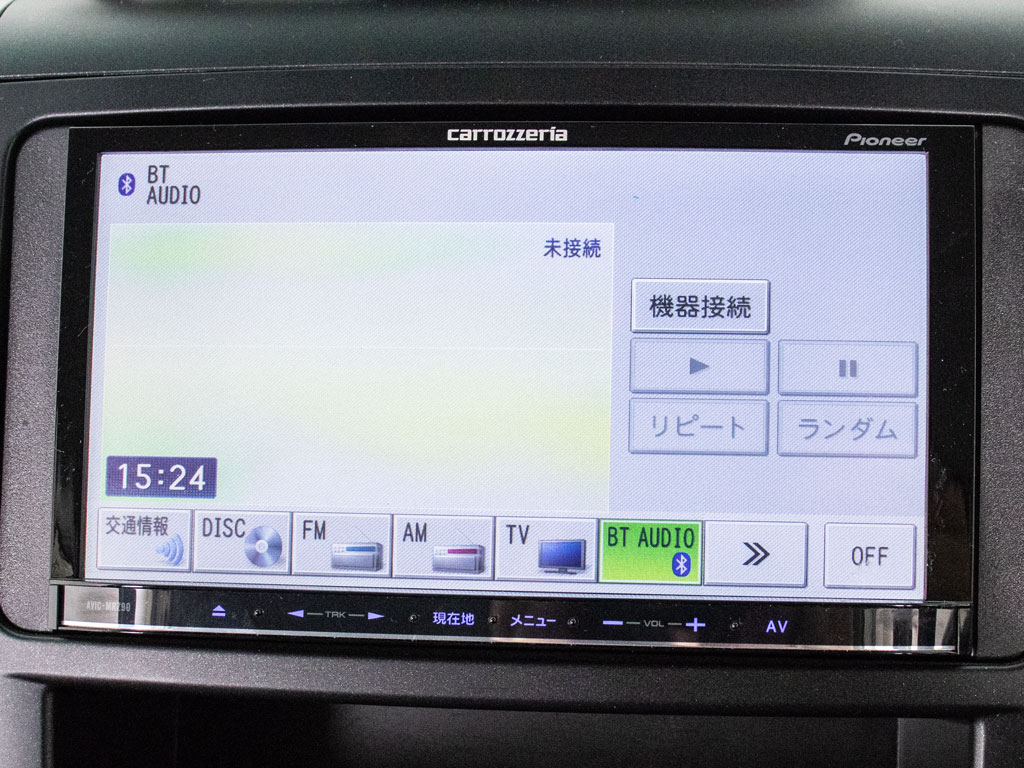 carrozzeria
Pioneer
BT
AUDIO
未接続
機器接続
リピート
ランダム
15:24
交通情報
DISC
FM
AM
TV
BT AUDIO
OFF
AVIC-MRZ90
TRK
現在地
メニュー
VOL
AV